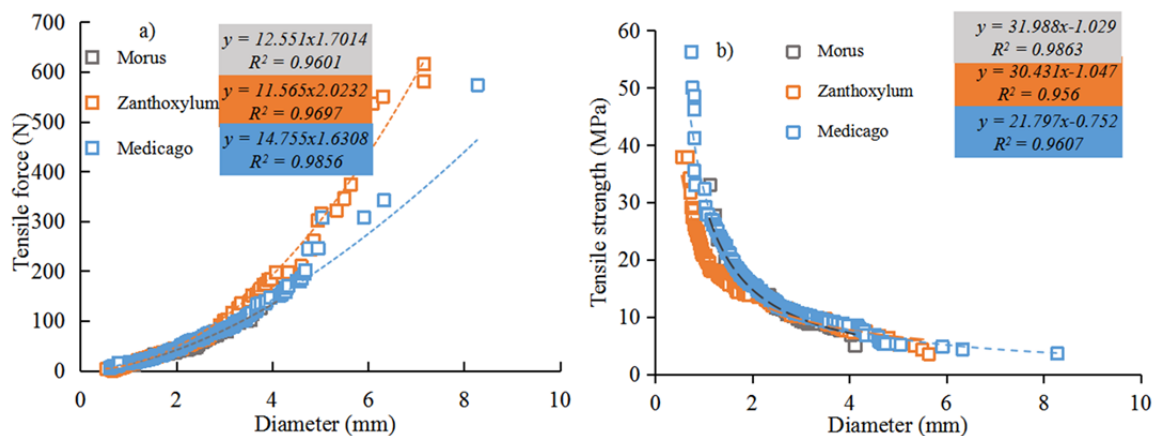 a)
Morus
Zanthoxylum
Medicago
y = 12.551x1.7014
R² = 0.9601
y = 11.565x2.0232
R² = 0.9697
y = 14.755x1.6308
R² = 0.9856
Tensile force (N)
700
600
500
400
300
200
100
0
0 2 4 6 8 10
Diameter (mm)
b)
Morus
Zanthoxylum
Medicago
y = 31.988x-1.029
R² = 0.9863
y = 30.431x-1.047
R² = 0.956
y = 21.797x-0.752
R² = 0.9607
Tensile strength (MPa)
60
50
40
30
20
10
0
0 2 4 6 8 10
Diameter (mm)